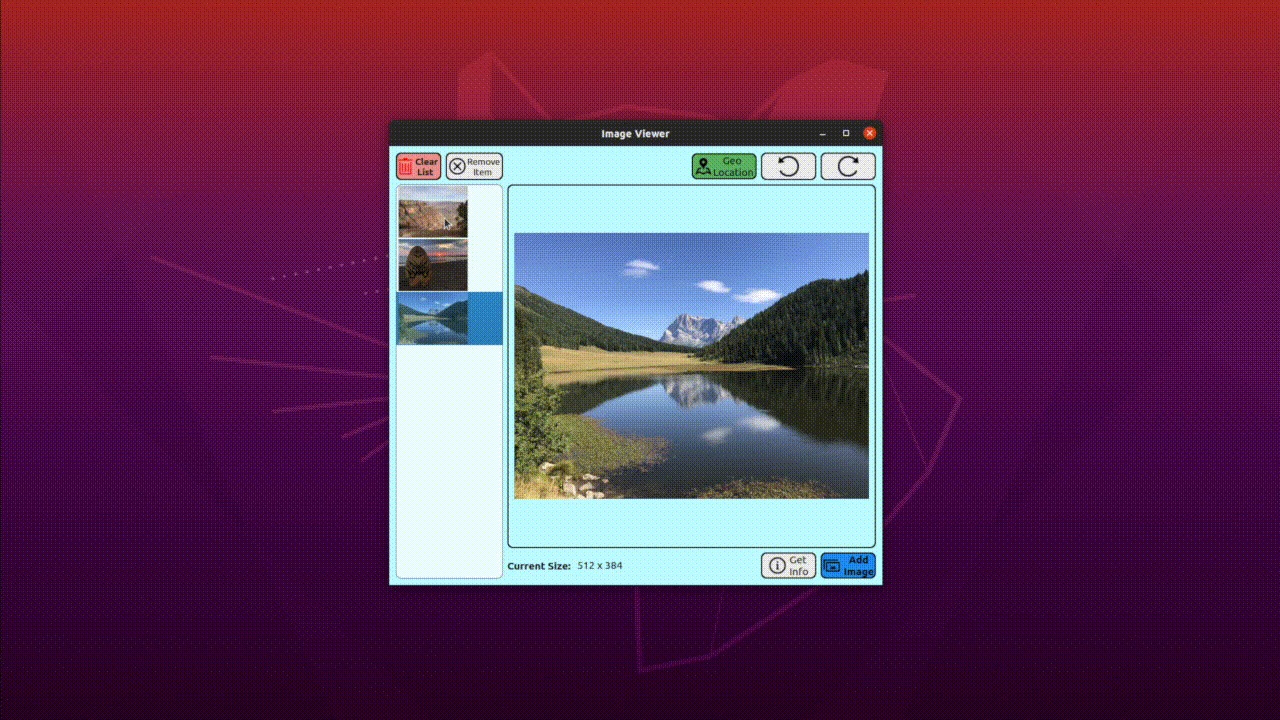 Image Viewer
Clear
List
Remove
Item
Geo
Location
Current Size: 512 x 384
Get
Info
Add
Image